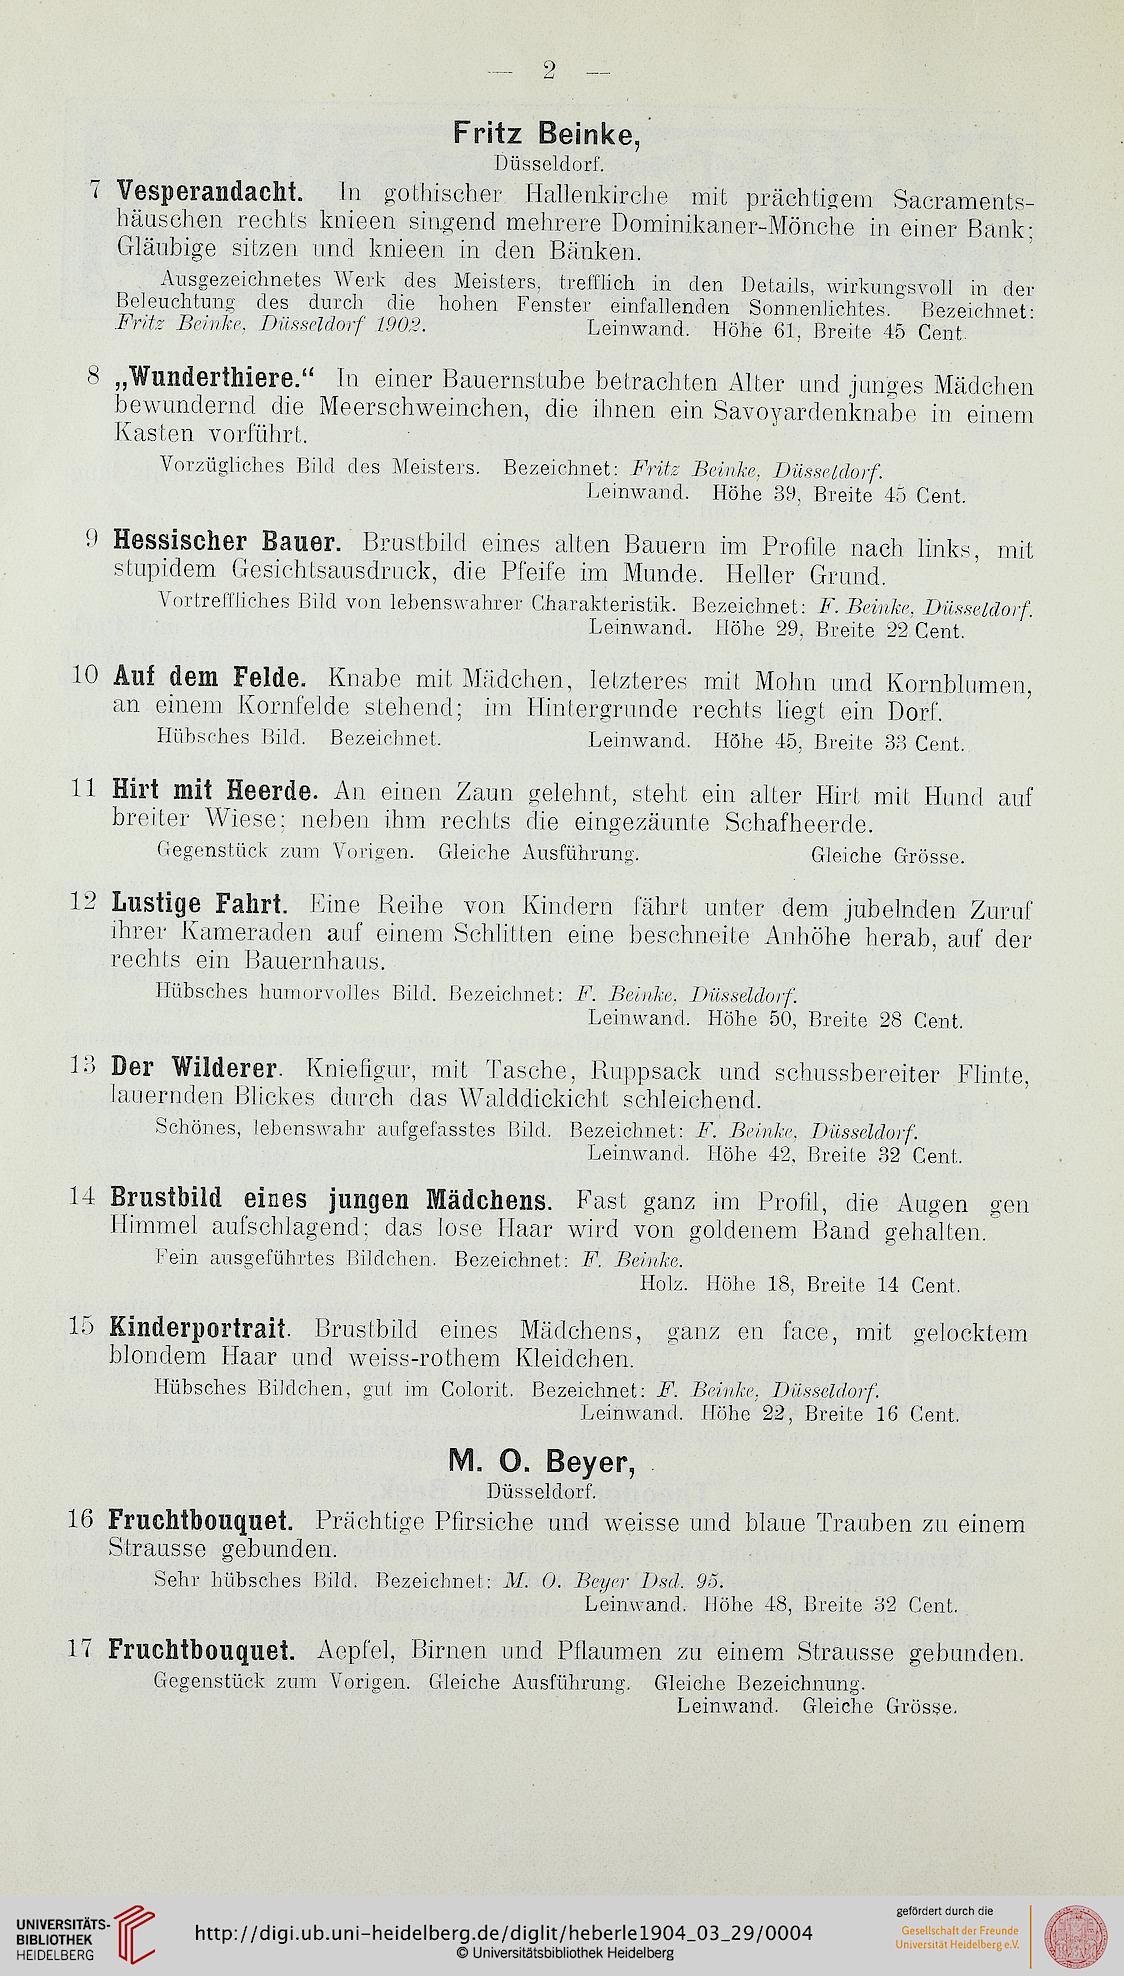 — 2 —
Fritz Beinke,
Düsseldorf.
7 Vesperandacht. In gothischer Hallenkirche mit prächtigem Sacraments-
häuschen rechts knieen singend mehrere Dominikaner-Mönche in einer Bank;
Gläubige sitzen und knieen in den Bänken.
Ausgezeichnetes Werk des Meisters, trefflich in den Details, wirkungsvoll in der
Beleuchtung des durch die hohen Fenster einfallenden Sonnenlichtes. Bezeichnet:
Fritz Beinke, Düsseldorf 1902. Leinwand. Höhe 61, Breite 45 Cent.
8 „Wunderthiere.“ In einer Bauernstube betrachten Alter und junges Mädchen
bewundernd die Meerschweinchen, die ihnen ein Savoyardenknabe in einem
Kasten vorführt.
Vorzügliches Bild des Meisters. Bezeichnet: Fritz Beinke, Düsseldorf.
Leinwand. Höhe 39, Breite 45 Cent.
9 Hessischer Bauer. Brustbild eines alten Bauern im Profile nach links, mit
stupidem Gesichtsausdruck, die Pfeife im Munde. Heller Grund.
Vortreffliches Bild von lebenswahrer Charakteristik. Bezeichnet: F. Beinke, Düsseldorf.
Leinwand. Höhe 29, Breite 22 Cent.
10 Auf dem Felde. Knabe mit Mädchen, letzteres mit Mohn und Kornblumen,
an einem Kornfelde stehend; im Hintergrunde rechts liegt ein Dorf.
Hübsches Bild. Bezeichnet. Leinwand. Höhe 45, Breite 33 Cent.
11 Hirt mit Heerde. An einen Zaun gelehnt, steht ein alter Hirt mit Hund auf
breiter Wiese; neben ihm rechts die eingezäunte Schafheerde.
Gegenstück zum Vorigen. Gleiche Ausführung. Gleiche Grösse.
12 Lustige Fahrt. Eine Reihe von Kindern fährt unter dem jubelnden Zuruf
ihrer Kameraden auf einem Schlitten eine beschneite Anhöhe herab, auf der
rechts ein Bauernhaus.
Hübsches humorvolles Bild. Bezeichnet: F. Beinke, Düsseldorf.
Leinwand. Höhe 50, Breite 28 Cent.
13 Der Wilderer. Kniefigur, mit Tasche, Ruppsack und schussbereiter Flinte,
lauernden Blickes durch das Walddickicht schleichend.
Schönes, lebenswahr aufgefasstes Bild. Bezeichnet: F. Beinke, Düsseldorf.
Leinwand. Höhe 42, Breite 32 Cent.
14 Brustbild eines jungen Mädchens. Fast ganz im Profil, die Augen gen
Himmel aufschlagend; das lose Haar wird von goldenem Band gehalten.
Fein ausgeführtes Bildchen. Bezeichnet: F. Beinke.
Holz. Höhe 18, Breite 14 Cent.
15 Kinderportrait. Brustbild eines Mädchens, ganz en face, mit gelocktem
blondem Haar und weiss-rothem Kleidchen.
Hübsches Bildchen, gut im Colorit. Bezeichnet: F. Beinke, Düsseldorf.
Leinwand. Höhe 22, Breite 16 Cent.
M. O. Beyer,
Düsseldorf.
16 Fruchtbouquet. Prächtige Pfirsiche und weisse und blaue Trauben zu einem
Strausse gebunden.
Sehr hübsches Bild. Bezeichnet: M. O. Beyer Dsd. 95.
Leinwand. Höhe 48, Breite 32 Cent.
17 Fruchtbouquet. Aepfel, Birnen und Pflaumen zu einem Strausse gebunden.
Gegenstück zum Vorigen. Gleiche Ausführung. Gleiche Bezeichnung.
Leinwand. Gleiche Grösse.
UNIVERSITÄTS-
BIBLIOTHEK
HEIDELBERG
http://digi.ub.uni-heidelberg.de/diglit/heberle1904_03_29/0004
© Universitätsbibliothek Heidelberg
gefördert durch die
Gesellschaft der Freunde
Universität Heidelberg e.V.